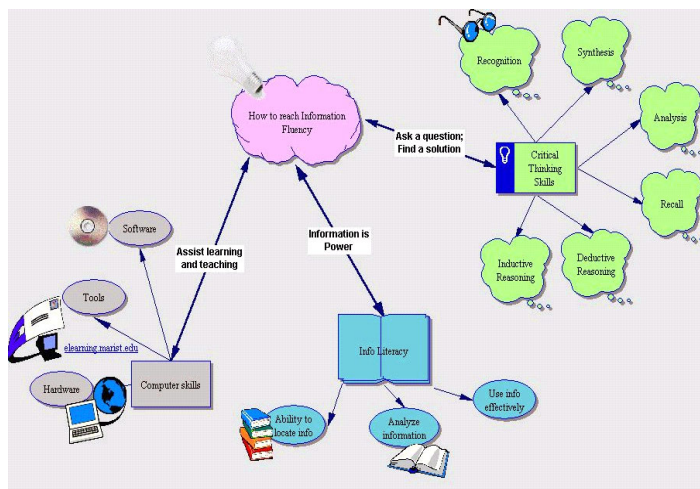 Recognition
Synthesis
How to reach Information
Fluency
Ask a question;
Find a solution
Analysis
Critical
Thinking
Skills
Recall
Software
Assist learning
and teaching
Information is
Power
Inductive
Reasoning
Deductive
Reasoning
Tools
elearning.marist.edu
Info Literacy
Hardware
Computer skills
Use info
effectively
Ability to
locate info
Analyze
information